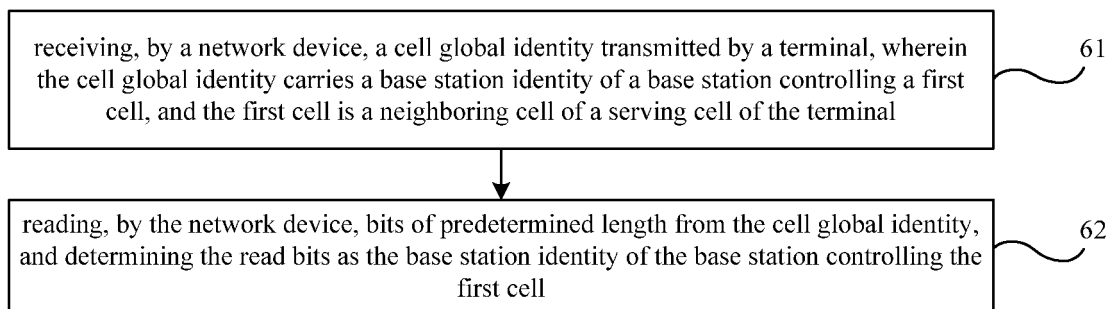 receiving, by a network device, a cell global identity transmitted by a terminal, wherein
the cell global identity carries a base station identity of a base station controlling a first
cell, and the first cell is a neighboring cell of a serving cell of the terminal
61
reading, by the network device, bits of predetermined length from the cell global identity,
and determining the read bits as the base station identity of the base station controlling the
first cell
62